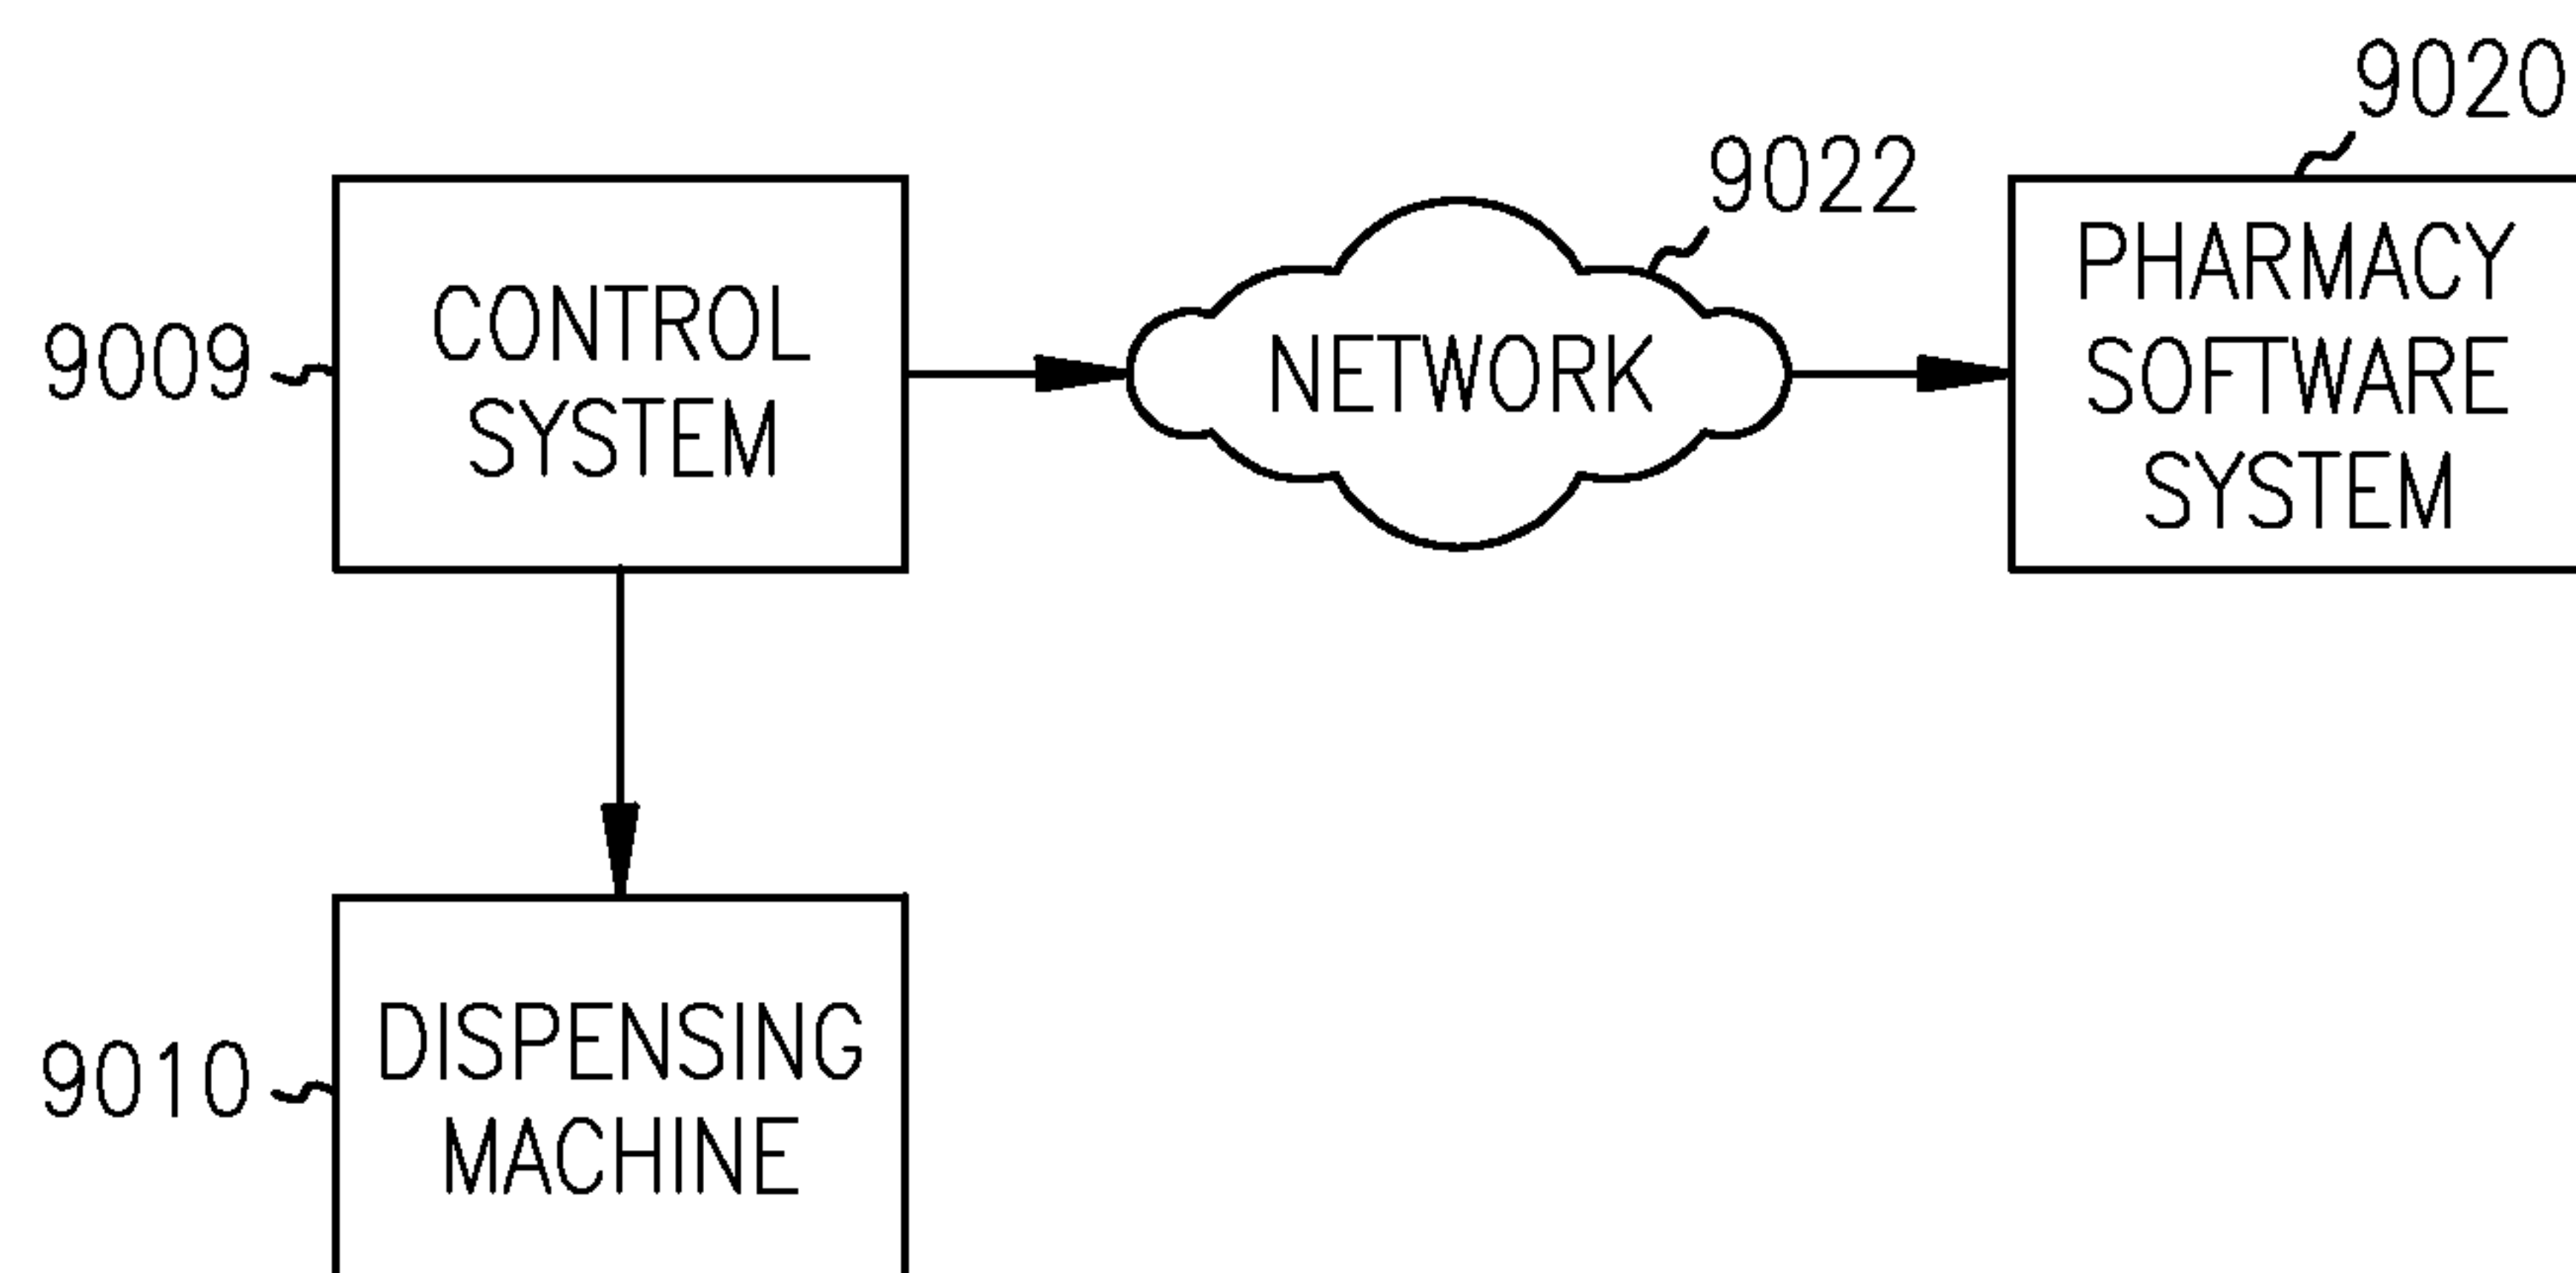 9020
9022
PHARMACY
SOFTWARE
SYSTEM
CONTROL
SYSTEM
9009
NETWORK
9010
DISPENSING
MACHINE